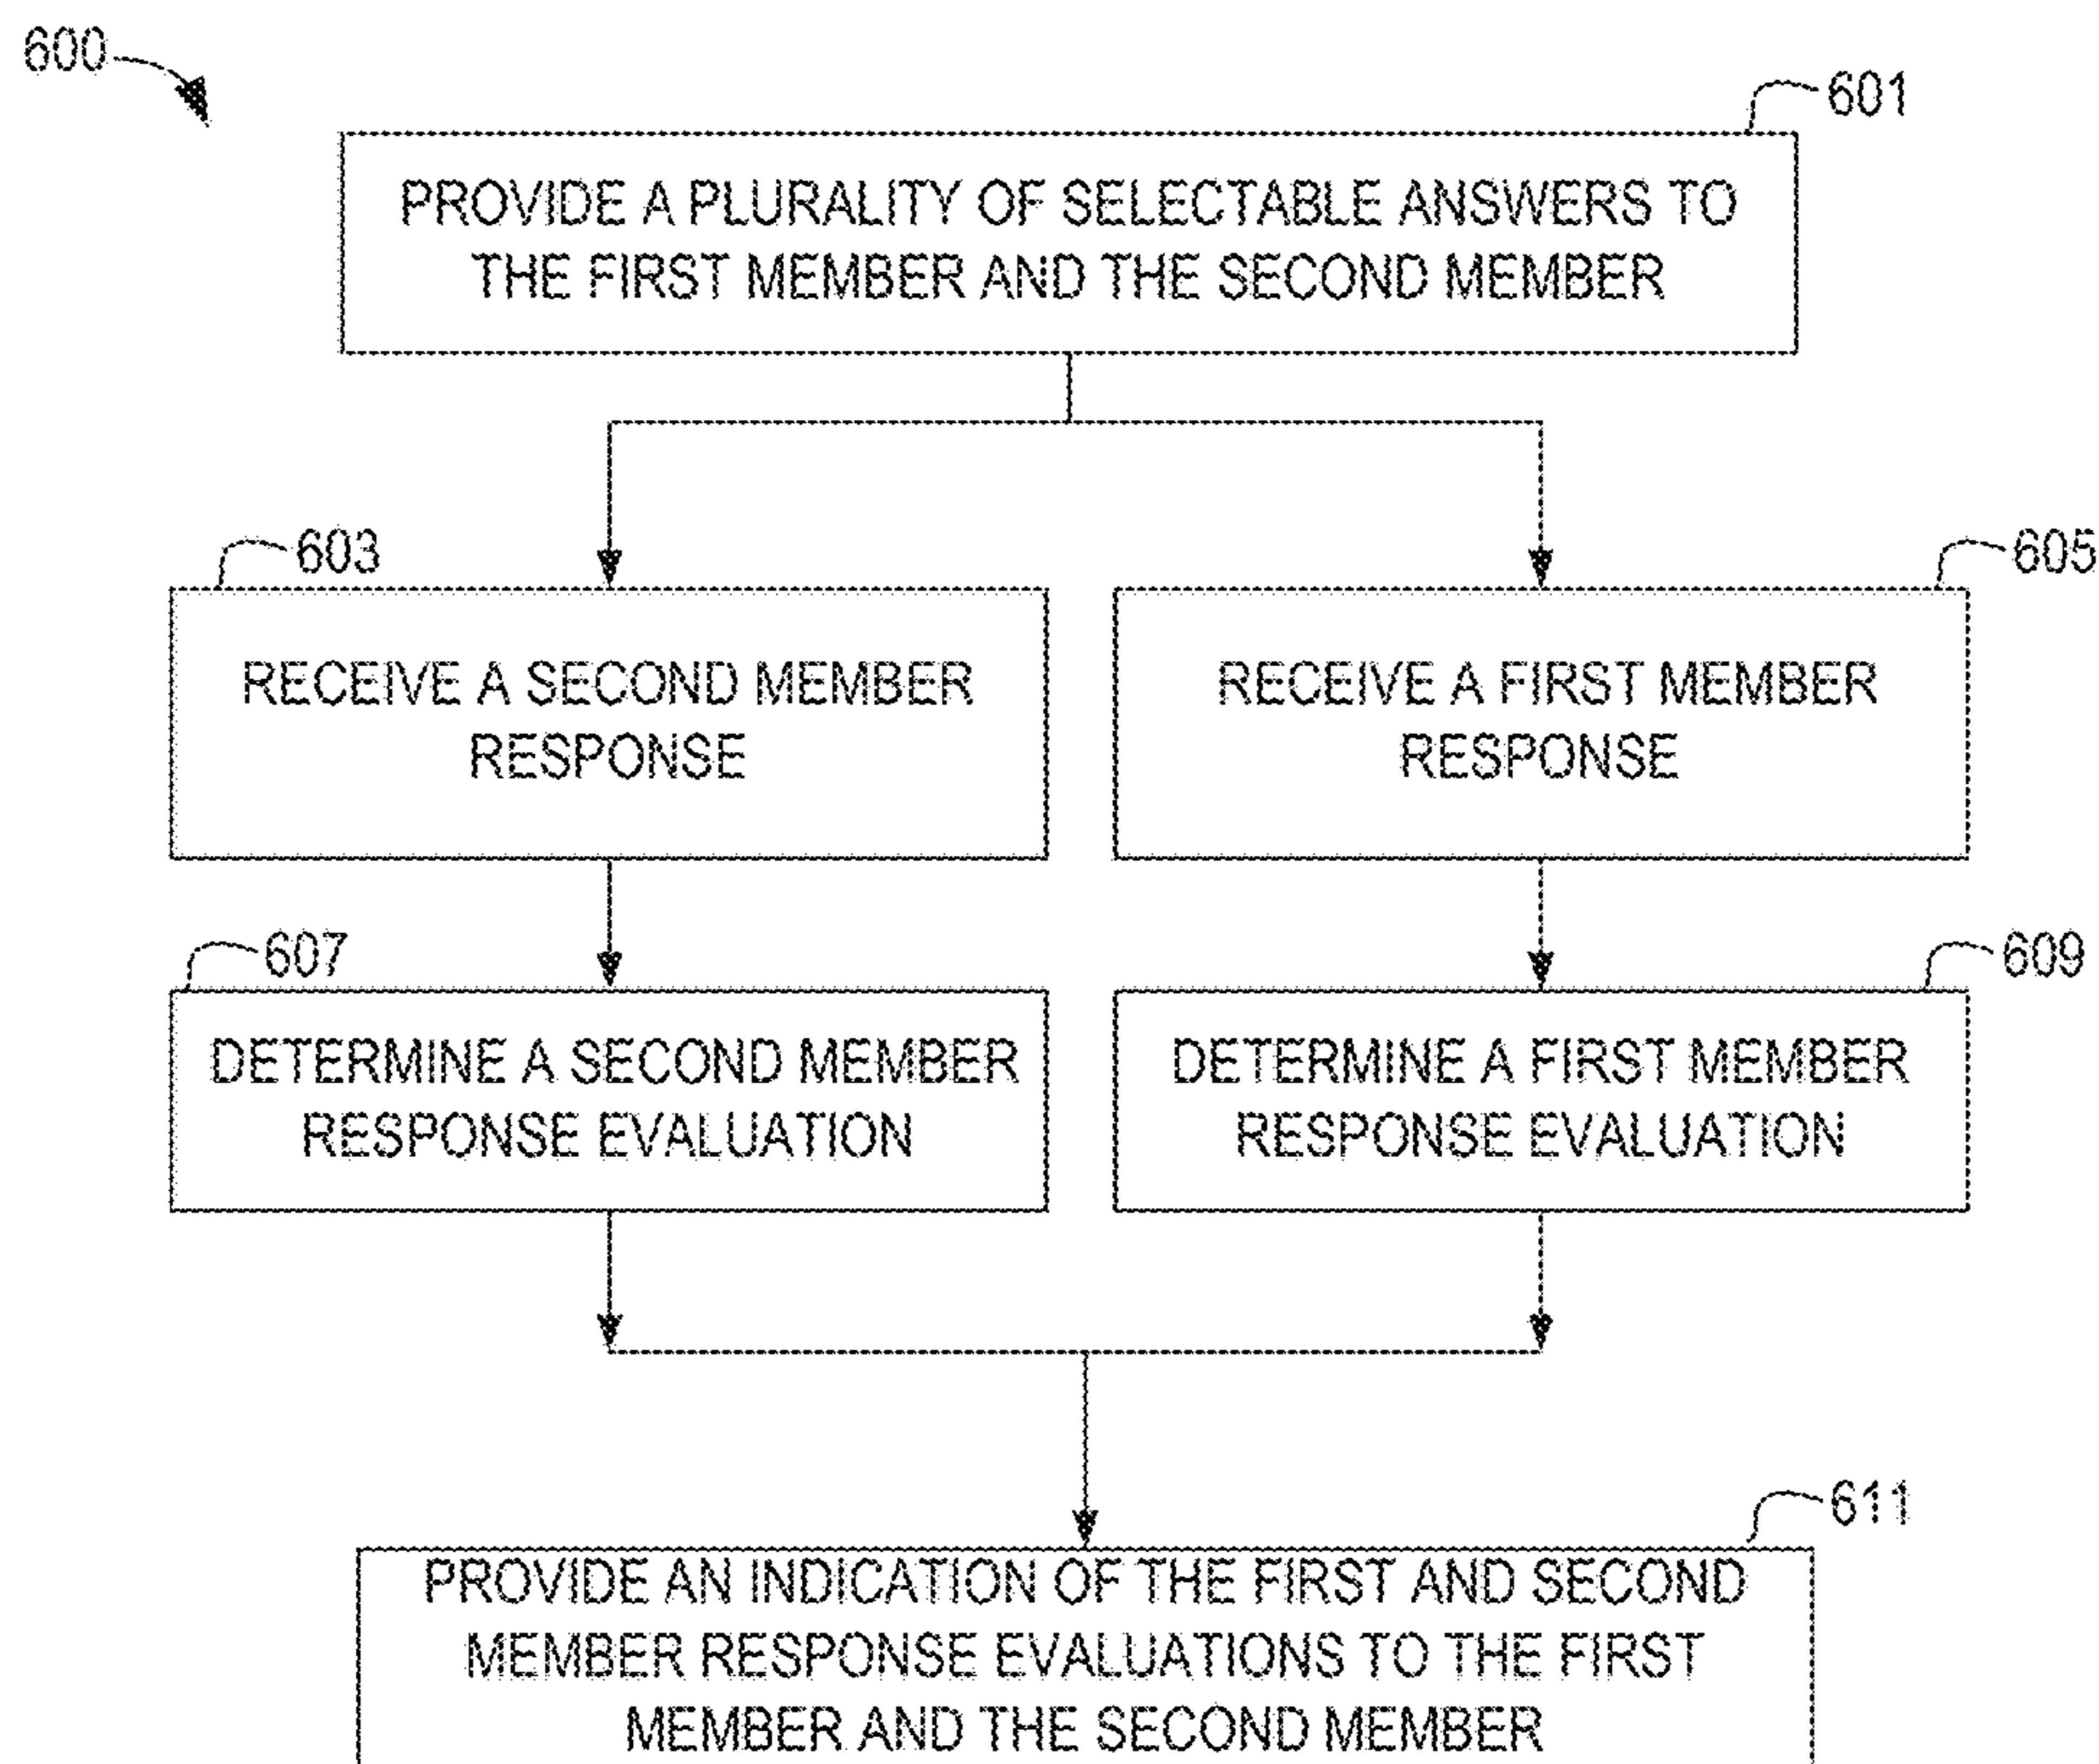 600
601
PROVIDE A PLURALITY OF SELECTABLE ANSWERS TO
THE FIRST MEMBER AND THE SECOND MEMBER
603
RECEIVE A SECOND MEMBER
RESPONSE
605
RECEIVE A FIRST MEMBER
RESPONSE
607
DETERMINE A SECOND MEMBER
RESPONSE EVALUATION
609
DETERMINE A FIRST MEMBER
RESPONSE EVALUATION
611
PROVIDE AN INDICATION OF THE FIRST AND SECOND
MEMBER RESPONSE EVALUATIONS TO THE FIRST
MEMBER AND THE SECOND MEMBER